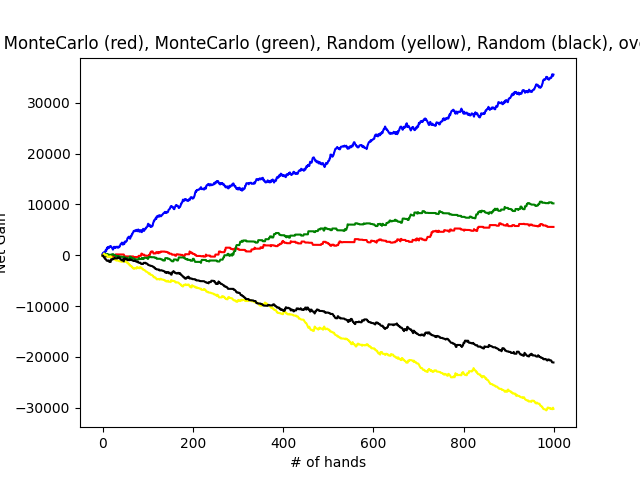 MonteCarlo (red), MonteCarlo (green), Random (yellow), Random (black),
Net Gain
30000
20000
10000
0
−10000
−20000
−30000
0 200 400 600 800 1000
# of hands